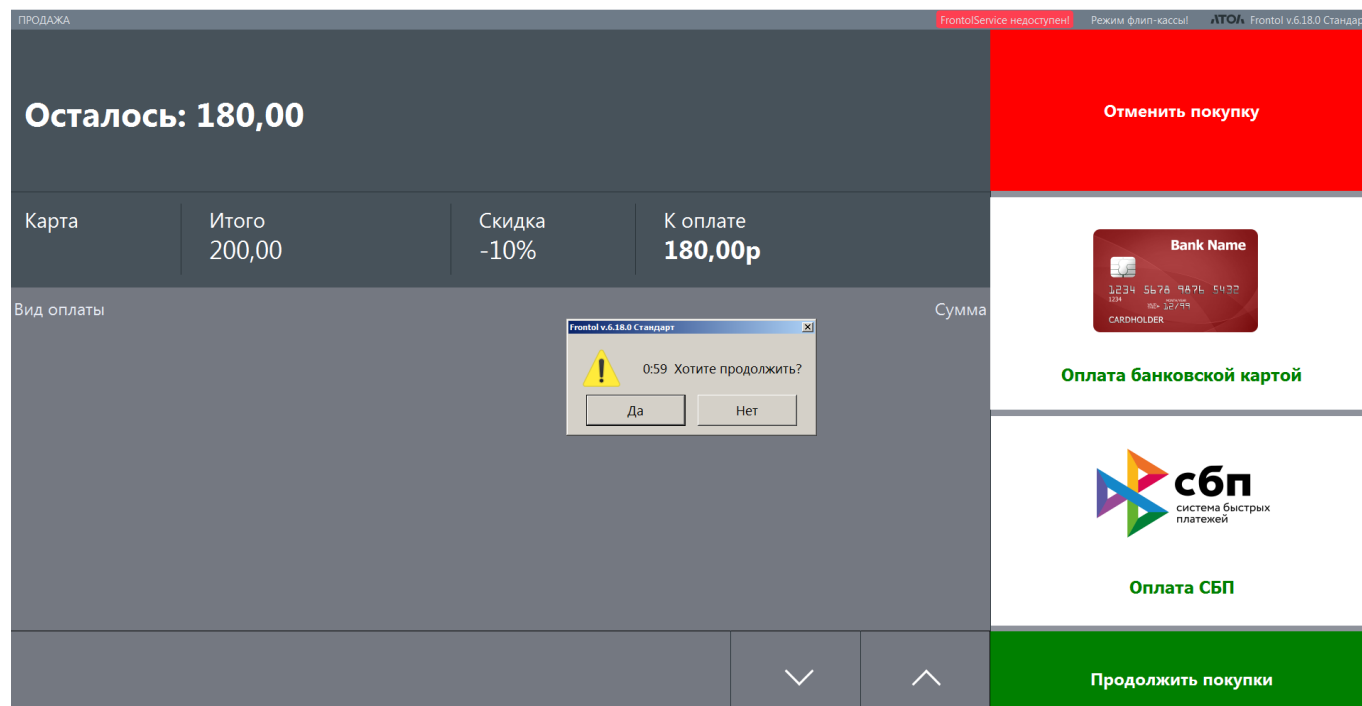 ПРОДАЖА
FrontolService недоступен!
Режим флип-кассы!
АТОЛ Frontol v.6.18.0 Стандар
Осталось: 180,00
Отменить покупку
Карта
Итого
200,00
Скидка
-10%
К оплате
180,00р
Bank Name
1234 5678 9876 5432
1234
12/99
CARDHOLDER
Оплата банковской картой
Вид оплаты
Сумма
Frontol v.6.18.0 Стандарт
0:59 Хотите продолжить?
Да
Нет
сбп
система быстрых
платежей
Оплата СБП
Продолжить покупки